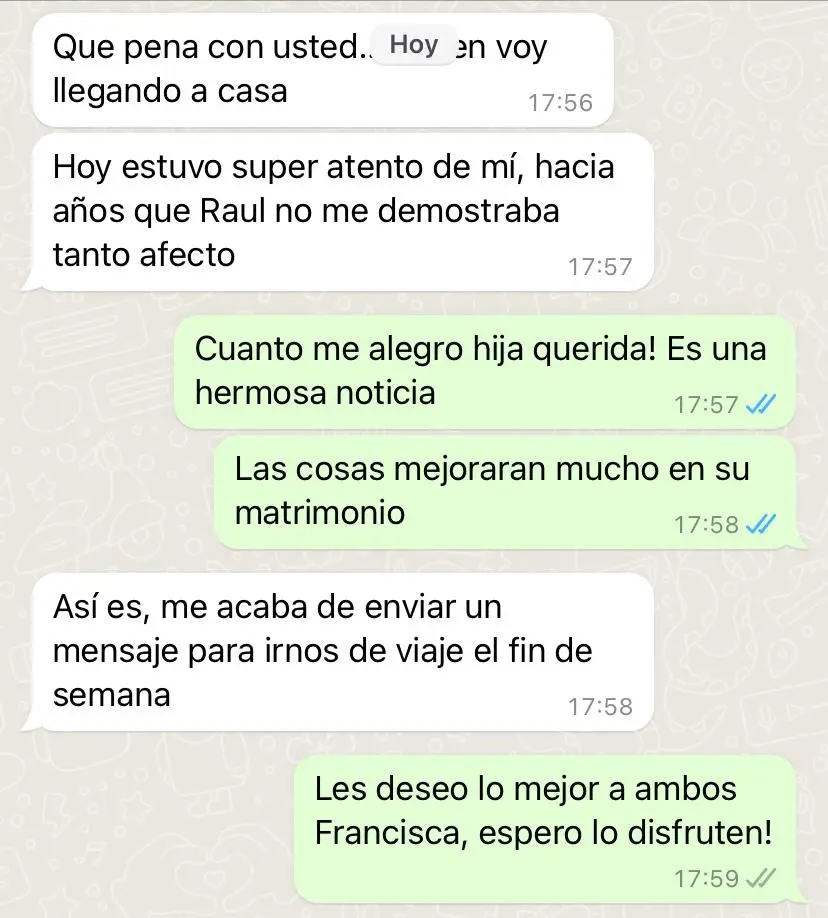 Que pena con usted.. Hoy en voy
llegando a casa
17:56
Hoy estuvo super atento de mí, hacia
años que Raul no me demostraba
tanto afecto
17:57
Cuanto me alegro hija querida! Es una
hermosa noticia
17:57
Las cosas mejoraran mucho en su
matrimonio
17:58
Así es, me acaba de enviar un
mensaje para irnos de viaje el fin de
semana
17:58
Les deseo lo mejor a ambos
Francisca, espero lo disfruten!
17:59